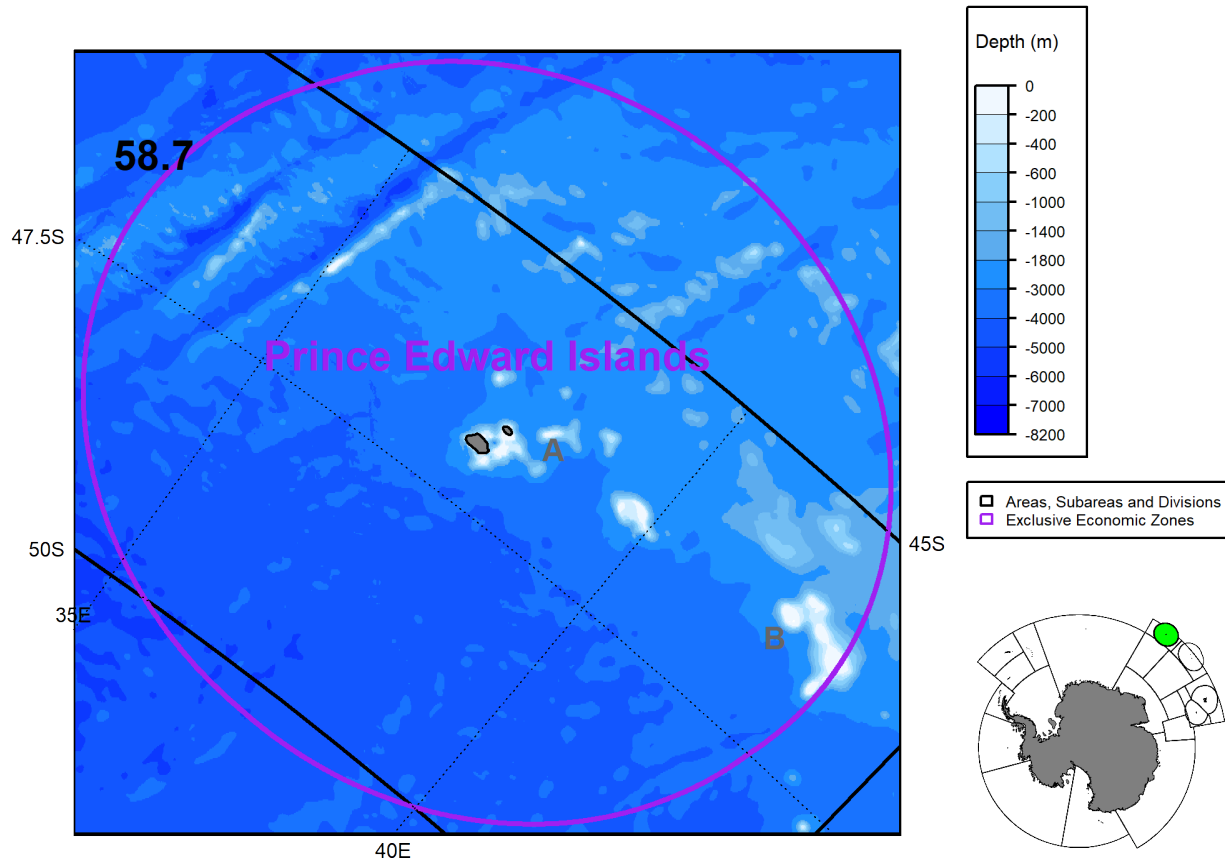 58.7
47.5S
Prince Edward Islands
A
50S
45S
35E
B
40E
Depth (m)
0
-200
-400
-600
-1000
-1400
-1800
-3000
-4000
-5000
-6000
-7000
-8200
Areas, Subareas and Divisions
Exclusive Economic Zones